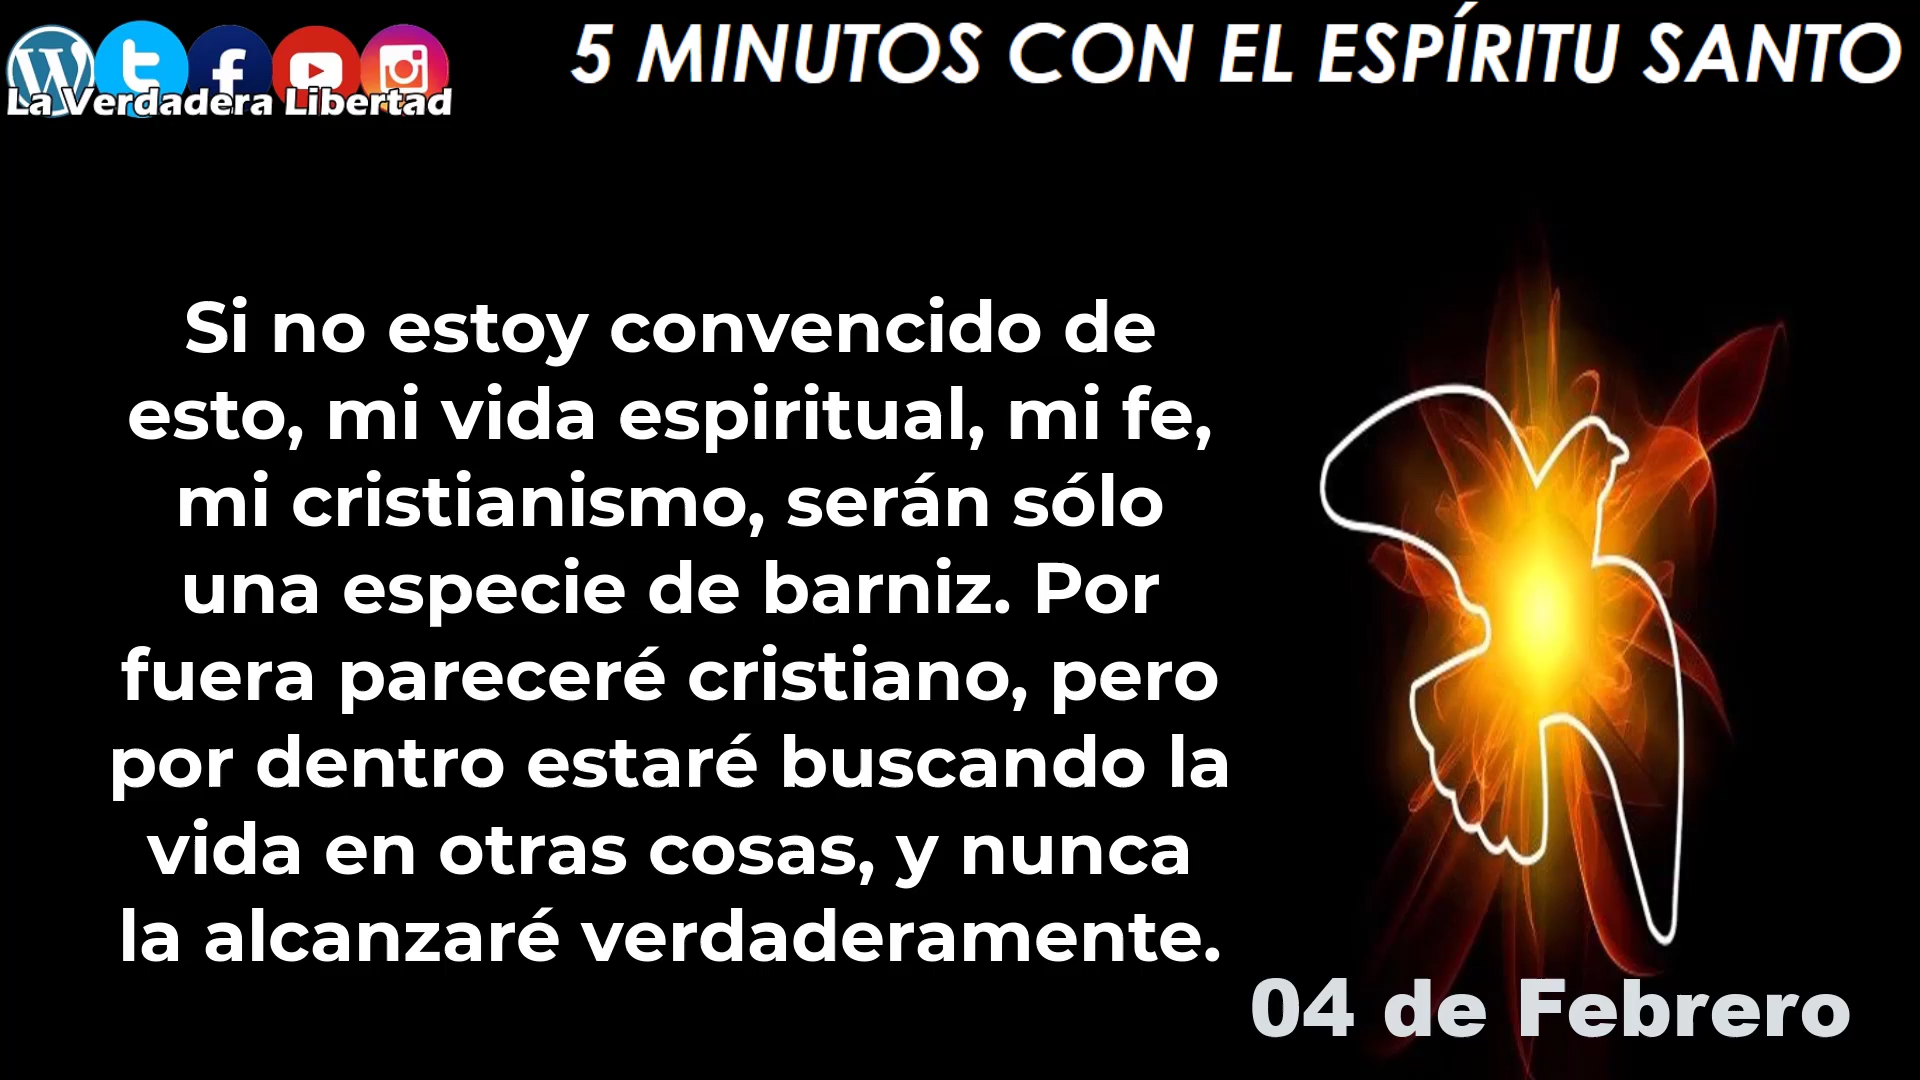 5 MINUTOS CON EL ESPÍRITU SANTO
La Verdadera Libertad
Si no estoy convencido de
esto, mi vida espiritual, mi fe,
mi cristianismo, serán sólo
una especie de barniz. Por
fuera pareceré cristiano, pero
por dentro estaré buscando la
vida en otras cosas, y nunca
la alcanzaré verdaderamente.
04 de Febrero